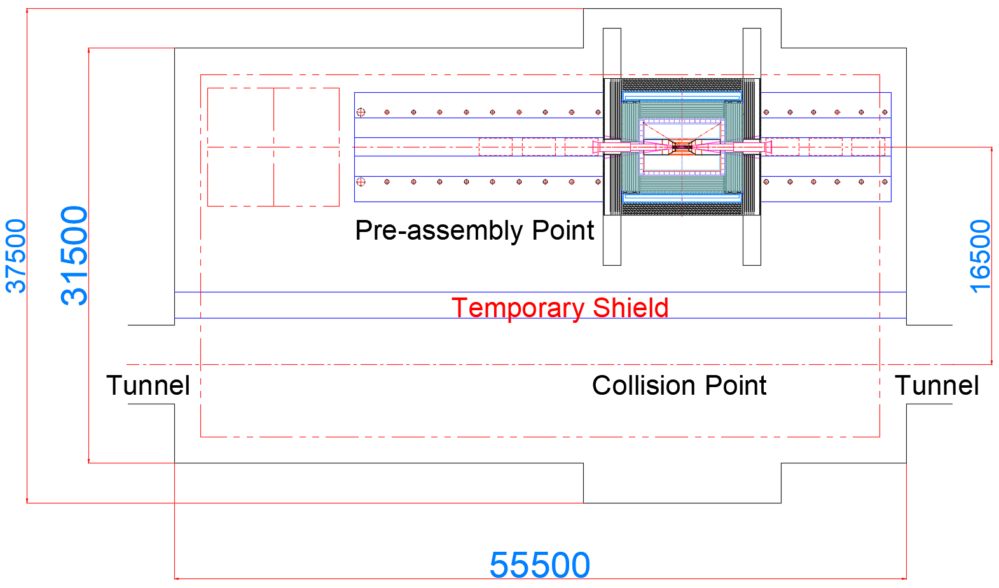 Pre-assembly Point
37500
31500
16500
Temporary Shield
Tunnel
Collision Point
Tunnel
55500